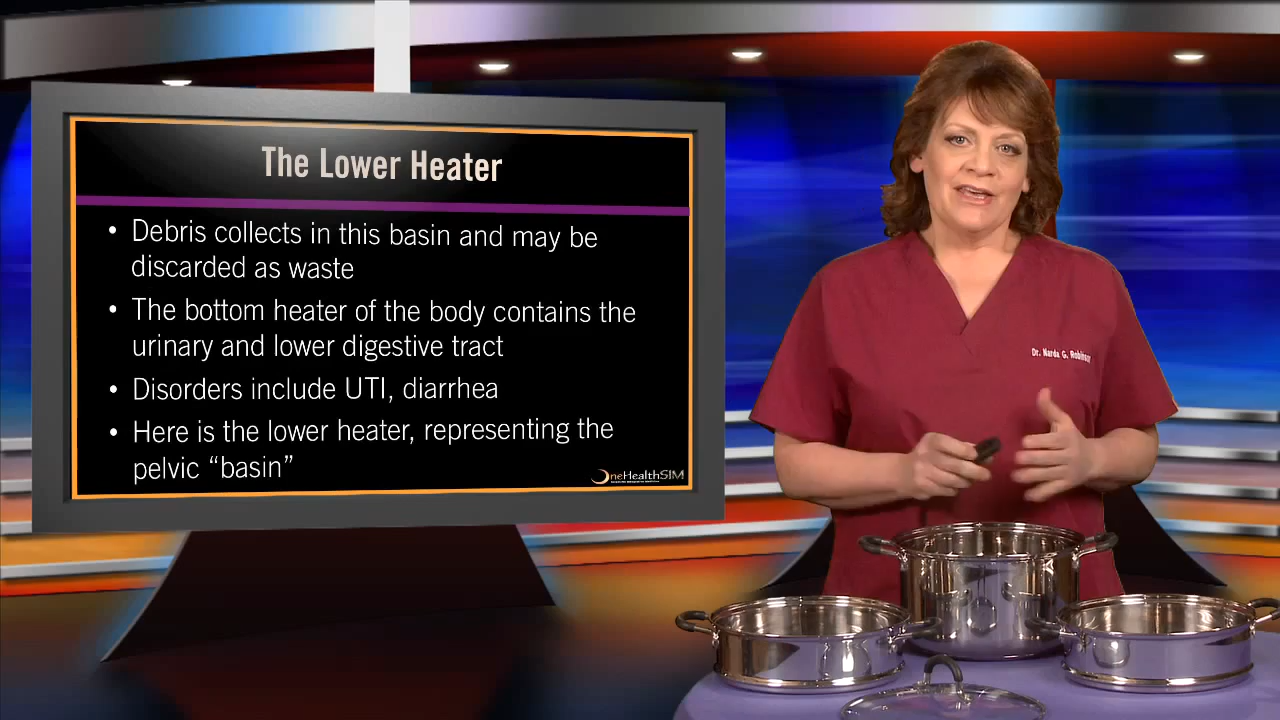 The Lower Heater
• Debris collects in this basin and may be
discarded as waste
• The bottom heater of the body contains the
urinary and lower digestive tract
• Disorders include UTI, diarrhea
• Here is the lower heater, representing the
pelvic “basin”
OneHealthSIM
Dr. Narda G. Robinson